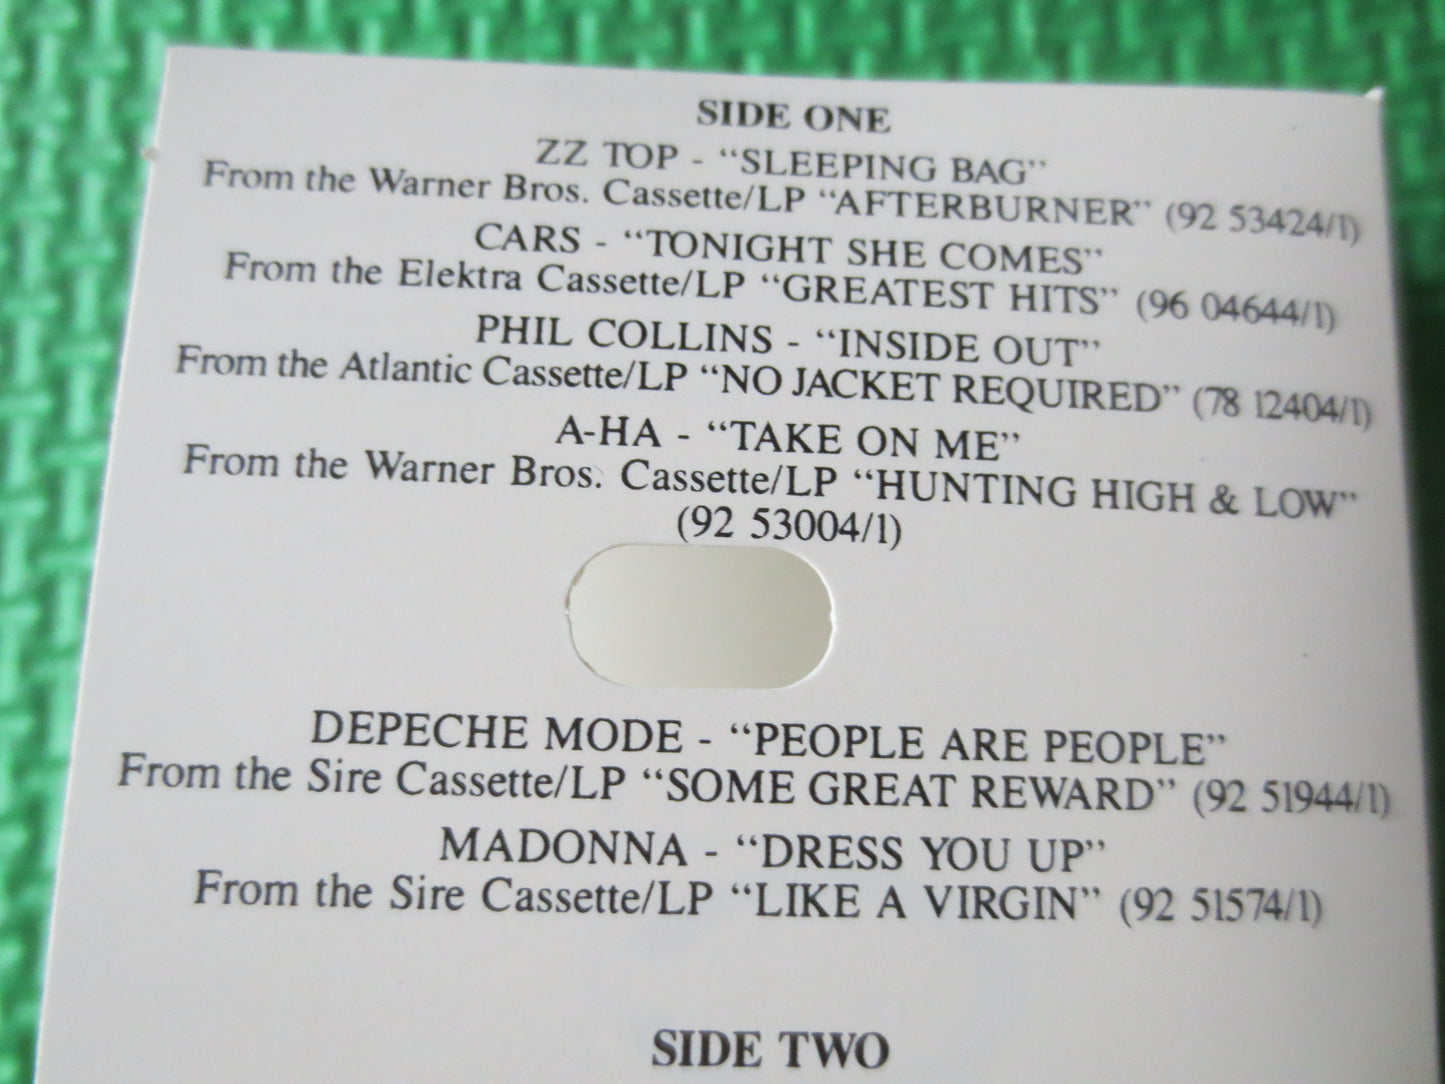 SIDE ONE
ZZ TOP - “SLEEPING BAG”
From the Warner Bros. Cassette/LP “AFTERBURNER” (92 53424/1)
CARS - “TONIGHT SHE COMES”
From the Elektra Cassette/LP “GREATEST HITS” (96 04644/1)
PHIL COLLINS - “INSIDE OUT”
From the Atlantic Cassette/LP “NO JACKET REQUIRED” (78 12404/1)
A-HA - “TAKE ON ME”
From the Warner Bros. Cassette/LP “HUNTING HIGH & LOW”
(92 53004/1)
DEPECHE MODE - “PEOPLE ARE PEOPLE”
From the Sire Cassette/LP “SOME GREAT REWARD” (92 51944/1)
MADONNA - “DRESS YOU UP”
From the Sire Cassette/LP “LIKE A VIRGIN” (92 51574/1)
SIDE TWO